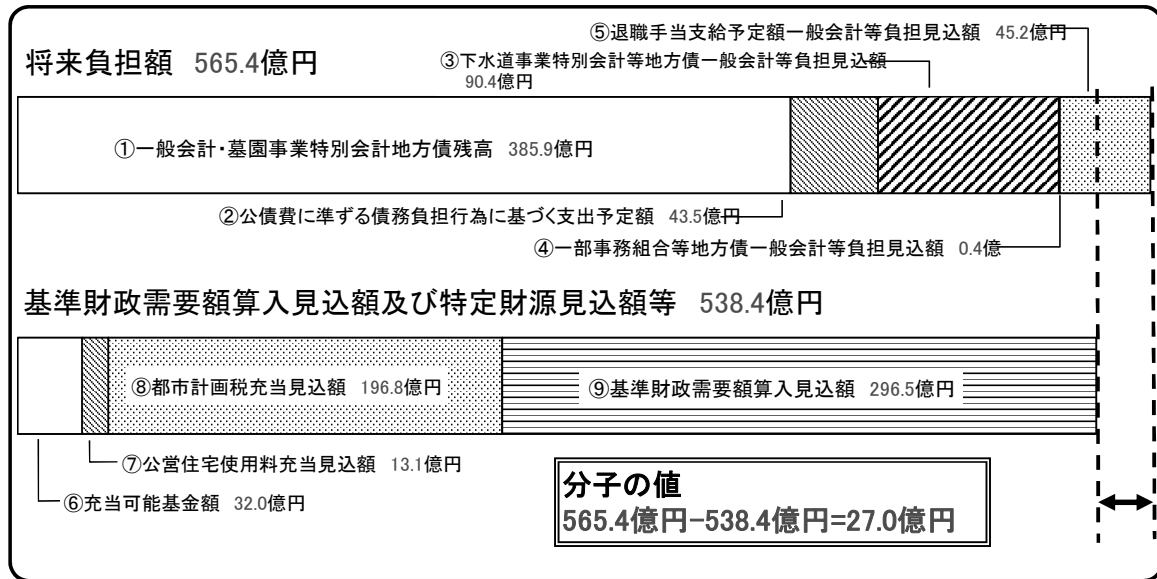 ⑤退職手当支給予定額一般会計等負担見込額 45.2億円
将来負担額 565.4億円
③下水道事業特別会計等地方債一般会計等負担見込額
90.4億円
①一般会計・墓園事業特別会計地方債残高 385.9億円
②公債費に準ずる債務負担行為に基づく支出予定額 43.5億円
④一部事務組合等地方債一般会計等負担見込額 0.4億
基準財政需要額算入見込額及び特定財源見込額等 538.4億円
⑧都市計画税充当見込額 196.8億円
⑨基準財政需要額算入見込額 296.5億円
⑦公営住宅使用料充当見込額 13.1億円
⑥充当可能基金額 32.0億円
分子の値
565.4億円−538.4億円=27.0億円